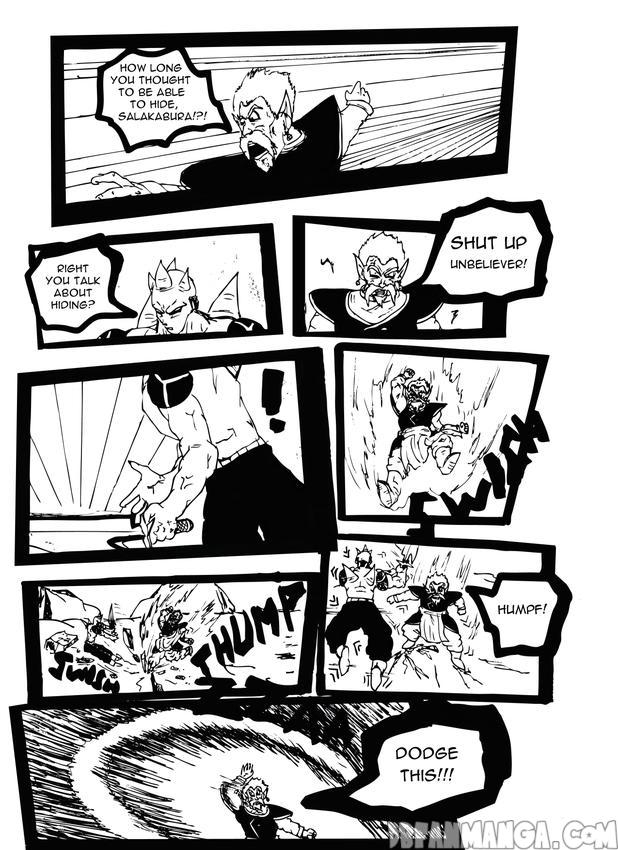 HOW LONG
YOU THOUGHT
TO BE ABLE
TO HIDE,
SALAKABURA!?!
RIGHT
YOU TALK
ABOUT
HIDING?
SHUT UP
UNBELIEVER!
!
JWISH
THUMP
HUMPF!
DODGE
THIS!!!
DBFANMANGA.COM